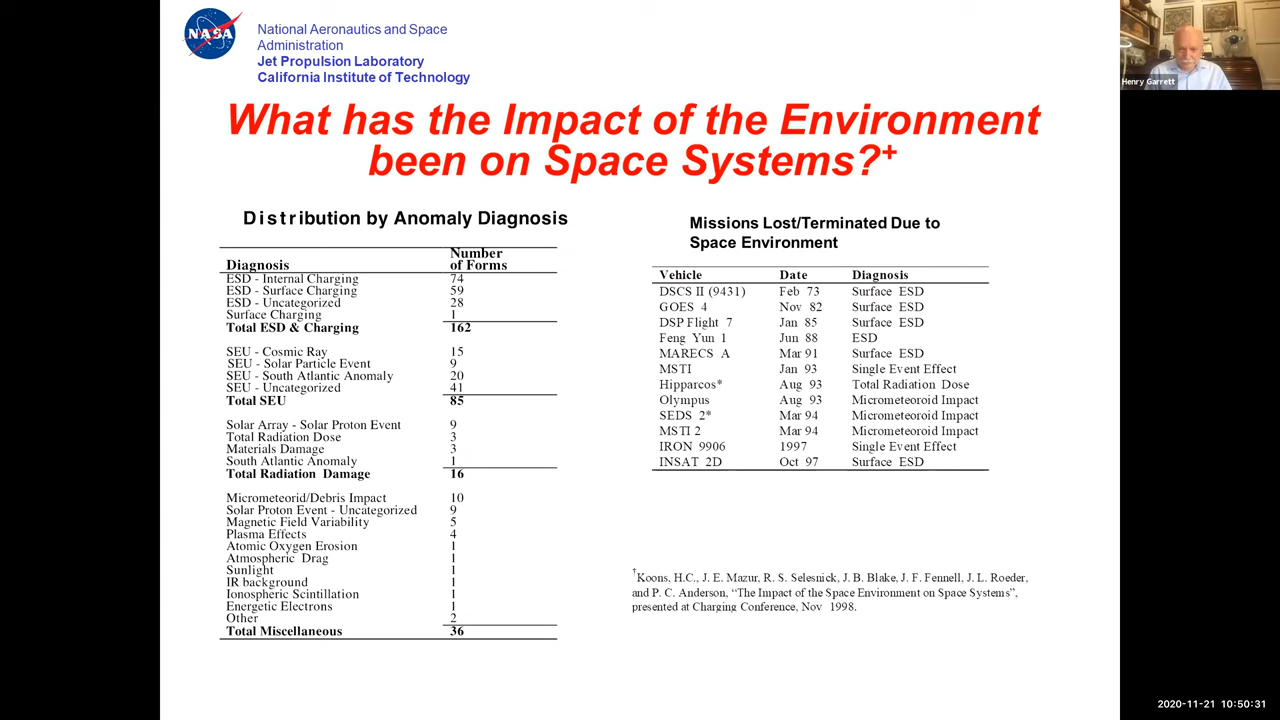 NASA
National Aeronautics and Space
Administration
Jet Propulsion Laboratory
California Institute of Technology
Henry Garrett
What has the Impact of the Environment
been on Space Systems?+
Distribution by Anomaly Diagnosis
Diagnosis Number of Forms
ESD - Internal Charging 74
ESD - Surface Charging 59
ESD - Uncategorized 28
Surface Charging 1
Total ESD & Charging 162
SEU - Cosmic Ray 15
SEU - Solar Particle Event 9
SEU - South Atlantic Anomaly 20
SEU - Uncategorized 41
Total SEU 85
Solar Array - Solar Proton Event 9
Total Radiation Dose 3
Materials Damage 3
South Atlantic Anomaly 1
Total Radiation Damage 16
Micrometeorid/Debris Impact 10
Solar Proton Event - Uncategorized 9
Magnetic Field Variability 5
Plasma Effects 4
Atomic Oxygen Erosion 1
Atmospheric Drag 1
Sunlight 1
IR background 1
Ionospheric Scintillation 1
Energetic Electrons 1
Other 2
Total Miscellaneous 36
Missions Lost/Terminated Due to
Space Environment
Vehicle Date Diagnosis
DSCS II (9431) Feb 73 Surface ESD
GOES 4 Nov 82 Surface ESD
DSP Flight 7 Jan 85 Surface ESD
Feng Yun 1 Jun 88 ESD
MARECS A Mar 91 Surface ESD
MSTI Jan 93 Single Event Effect
Hipparcos* Aug 93 Total Radiation Dose
Olympus Aug 93 Micrometeoroid Impact
SEDS 2* Mar 94 Micrometeoroid Impact
MSTI 2 Mar 94 Micrometeoroid Impact
IRON 9906 1997 Single Event Effect
INSAT 2D Oct 97 Surface ESD
†Koons, H.C., J. E. Mazur, R. S. Selesnick, J. B. Blake, J. F. Fennell, J. L. Roeder,
and P. C. Anderson, “The Impact of the Space Environment on Space Systems”,
presented at Charging Conference, Nov 1998.
2020-11-21 10:50:31